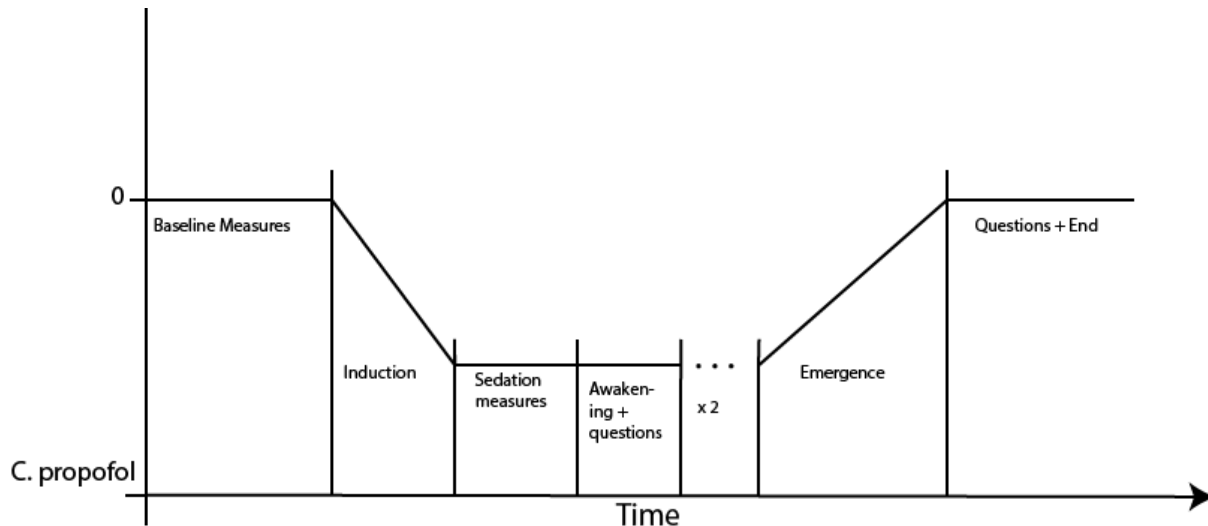 0
Baseline Measures
Questions + End
Induction
Sedation
measures
Awaken-
ing +
questions
• • •
x 2
Emergence
C. propofol
Time